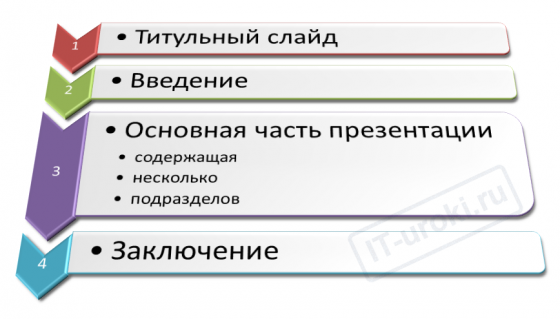 1
• Титульный слайд
2
• Введение
3
• Основная часть презентации
• содержащая
• несколько
• подразделов
4
• Заключение
IT-uroki.ru